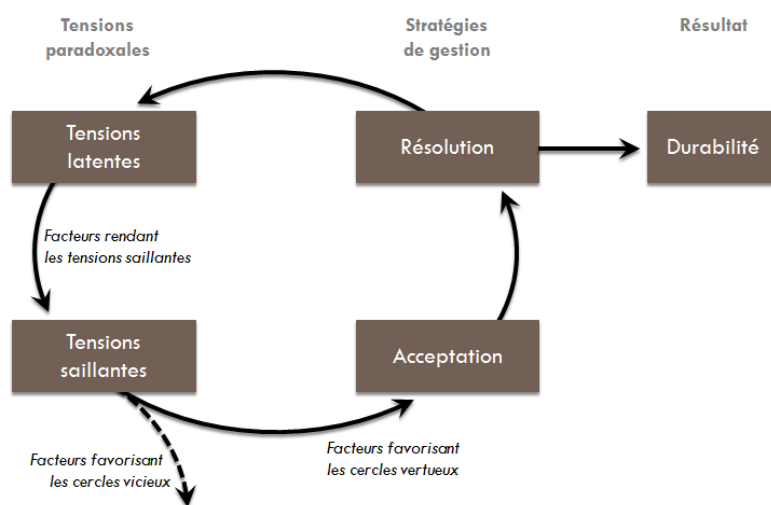 Tensions
paradoxales
Stratégies
de gestion
Résultat
Tensions
latentes
Résolution
Durabilité
Facteurs rendant
les tensions saillantes
Tensions
saillantes
Acceptation
Facteurs favorisant
les cercles vicieux
Facteurs favorisant
les cercles vertueux